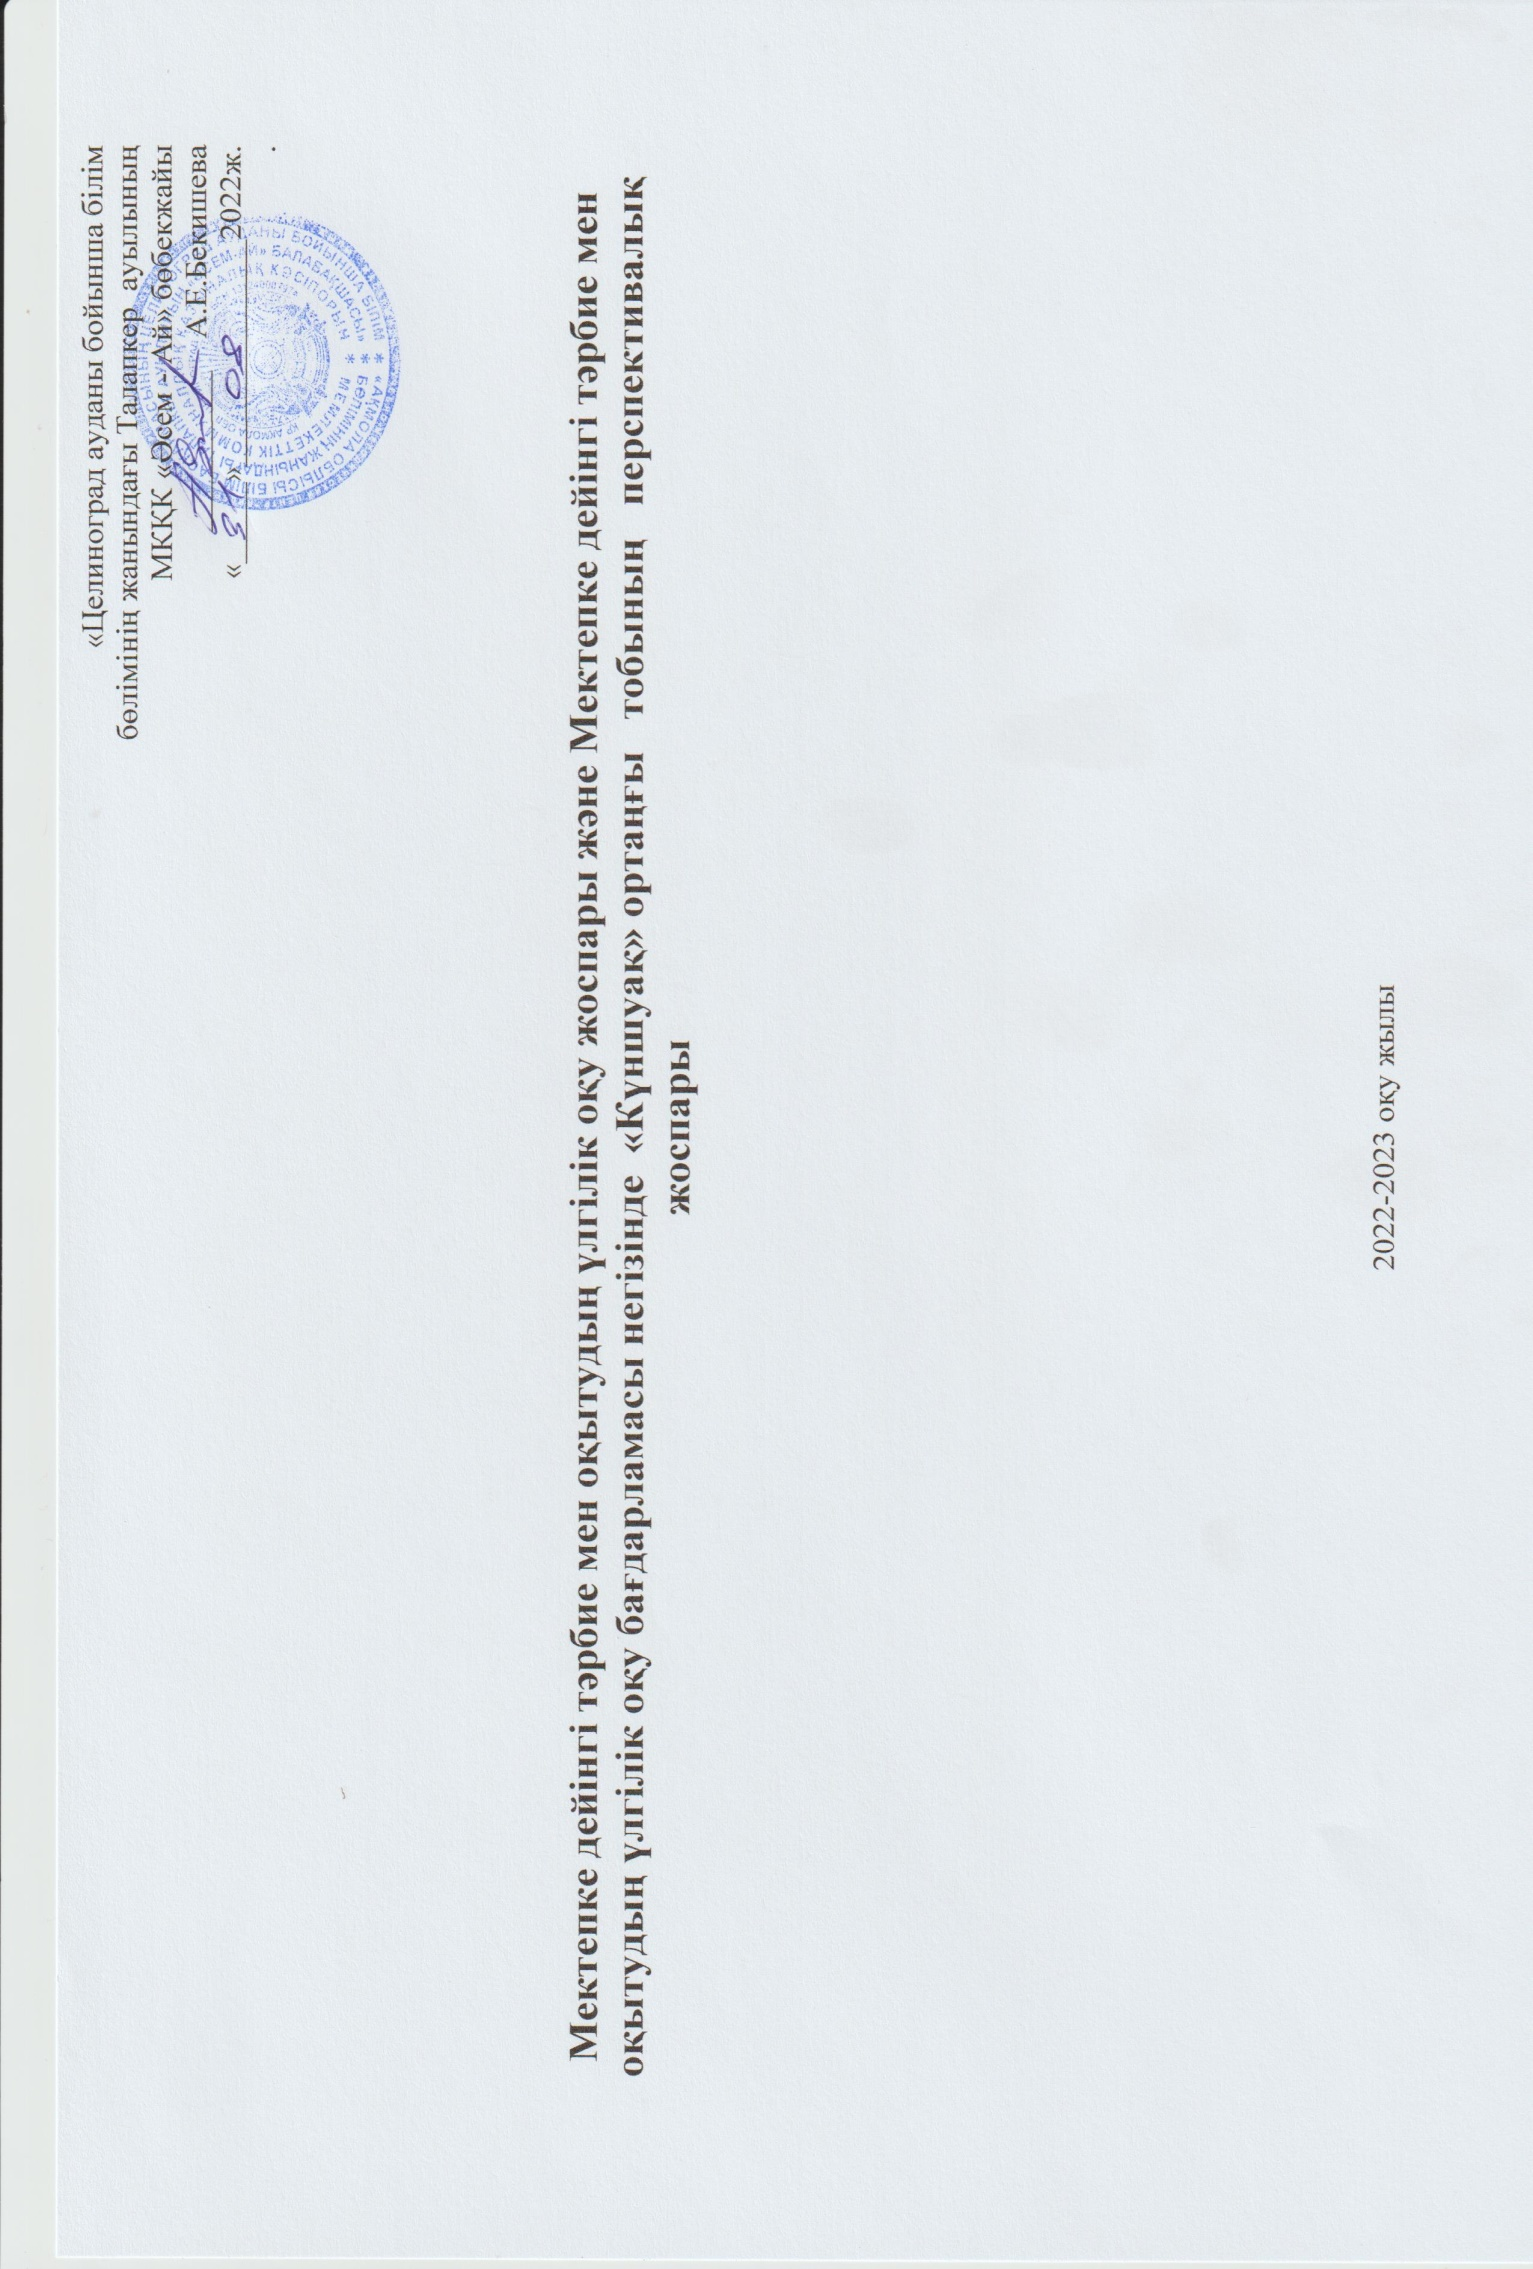 «Целиноград ауданы бойынша білім
бөлімінің жанындағы Талапкер ауылының
МКҚК «Әсем - Ай» бөбекжайы
А.Е.Бекишева
« 31 » 08 2022ж.
.
Мектепке дейінгі тәрбие мен оқытудың үлгілік оқу жоспары және Мектепке дейінгі тәрбие мен
оқытудың үлгілік оқу бағдарламасы негізінде «Күншуақ» ортаңғы тобының перспективалық
жоспары
2022-2023 оқу жылы